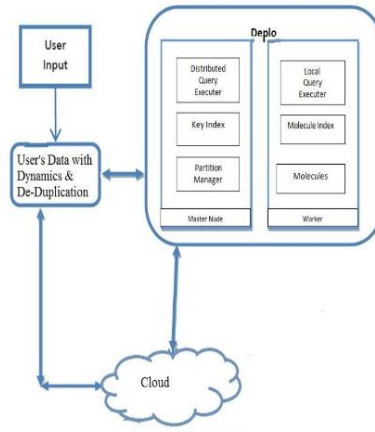 User
Input
User's Data with
Dynamics &
De-Duplication
Deplo
Distributed
Query
Executer
Key Index
Partition
Manager
Master Node
Local
Query
Executer
Molecule Index
Molecules
Worker
Cloud